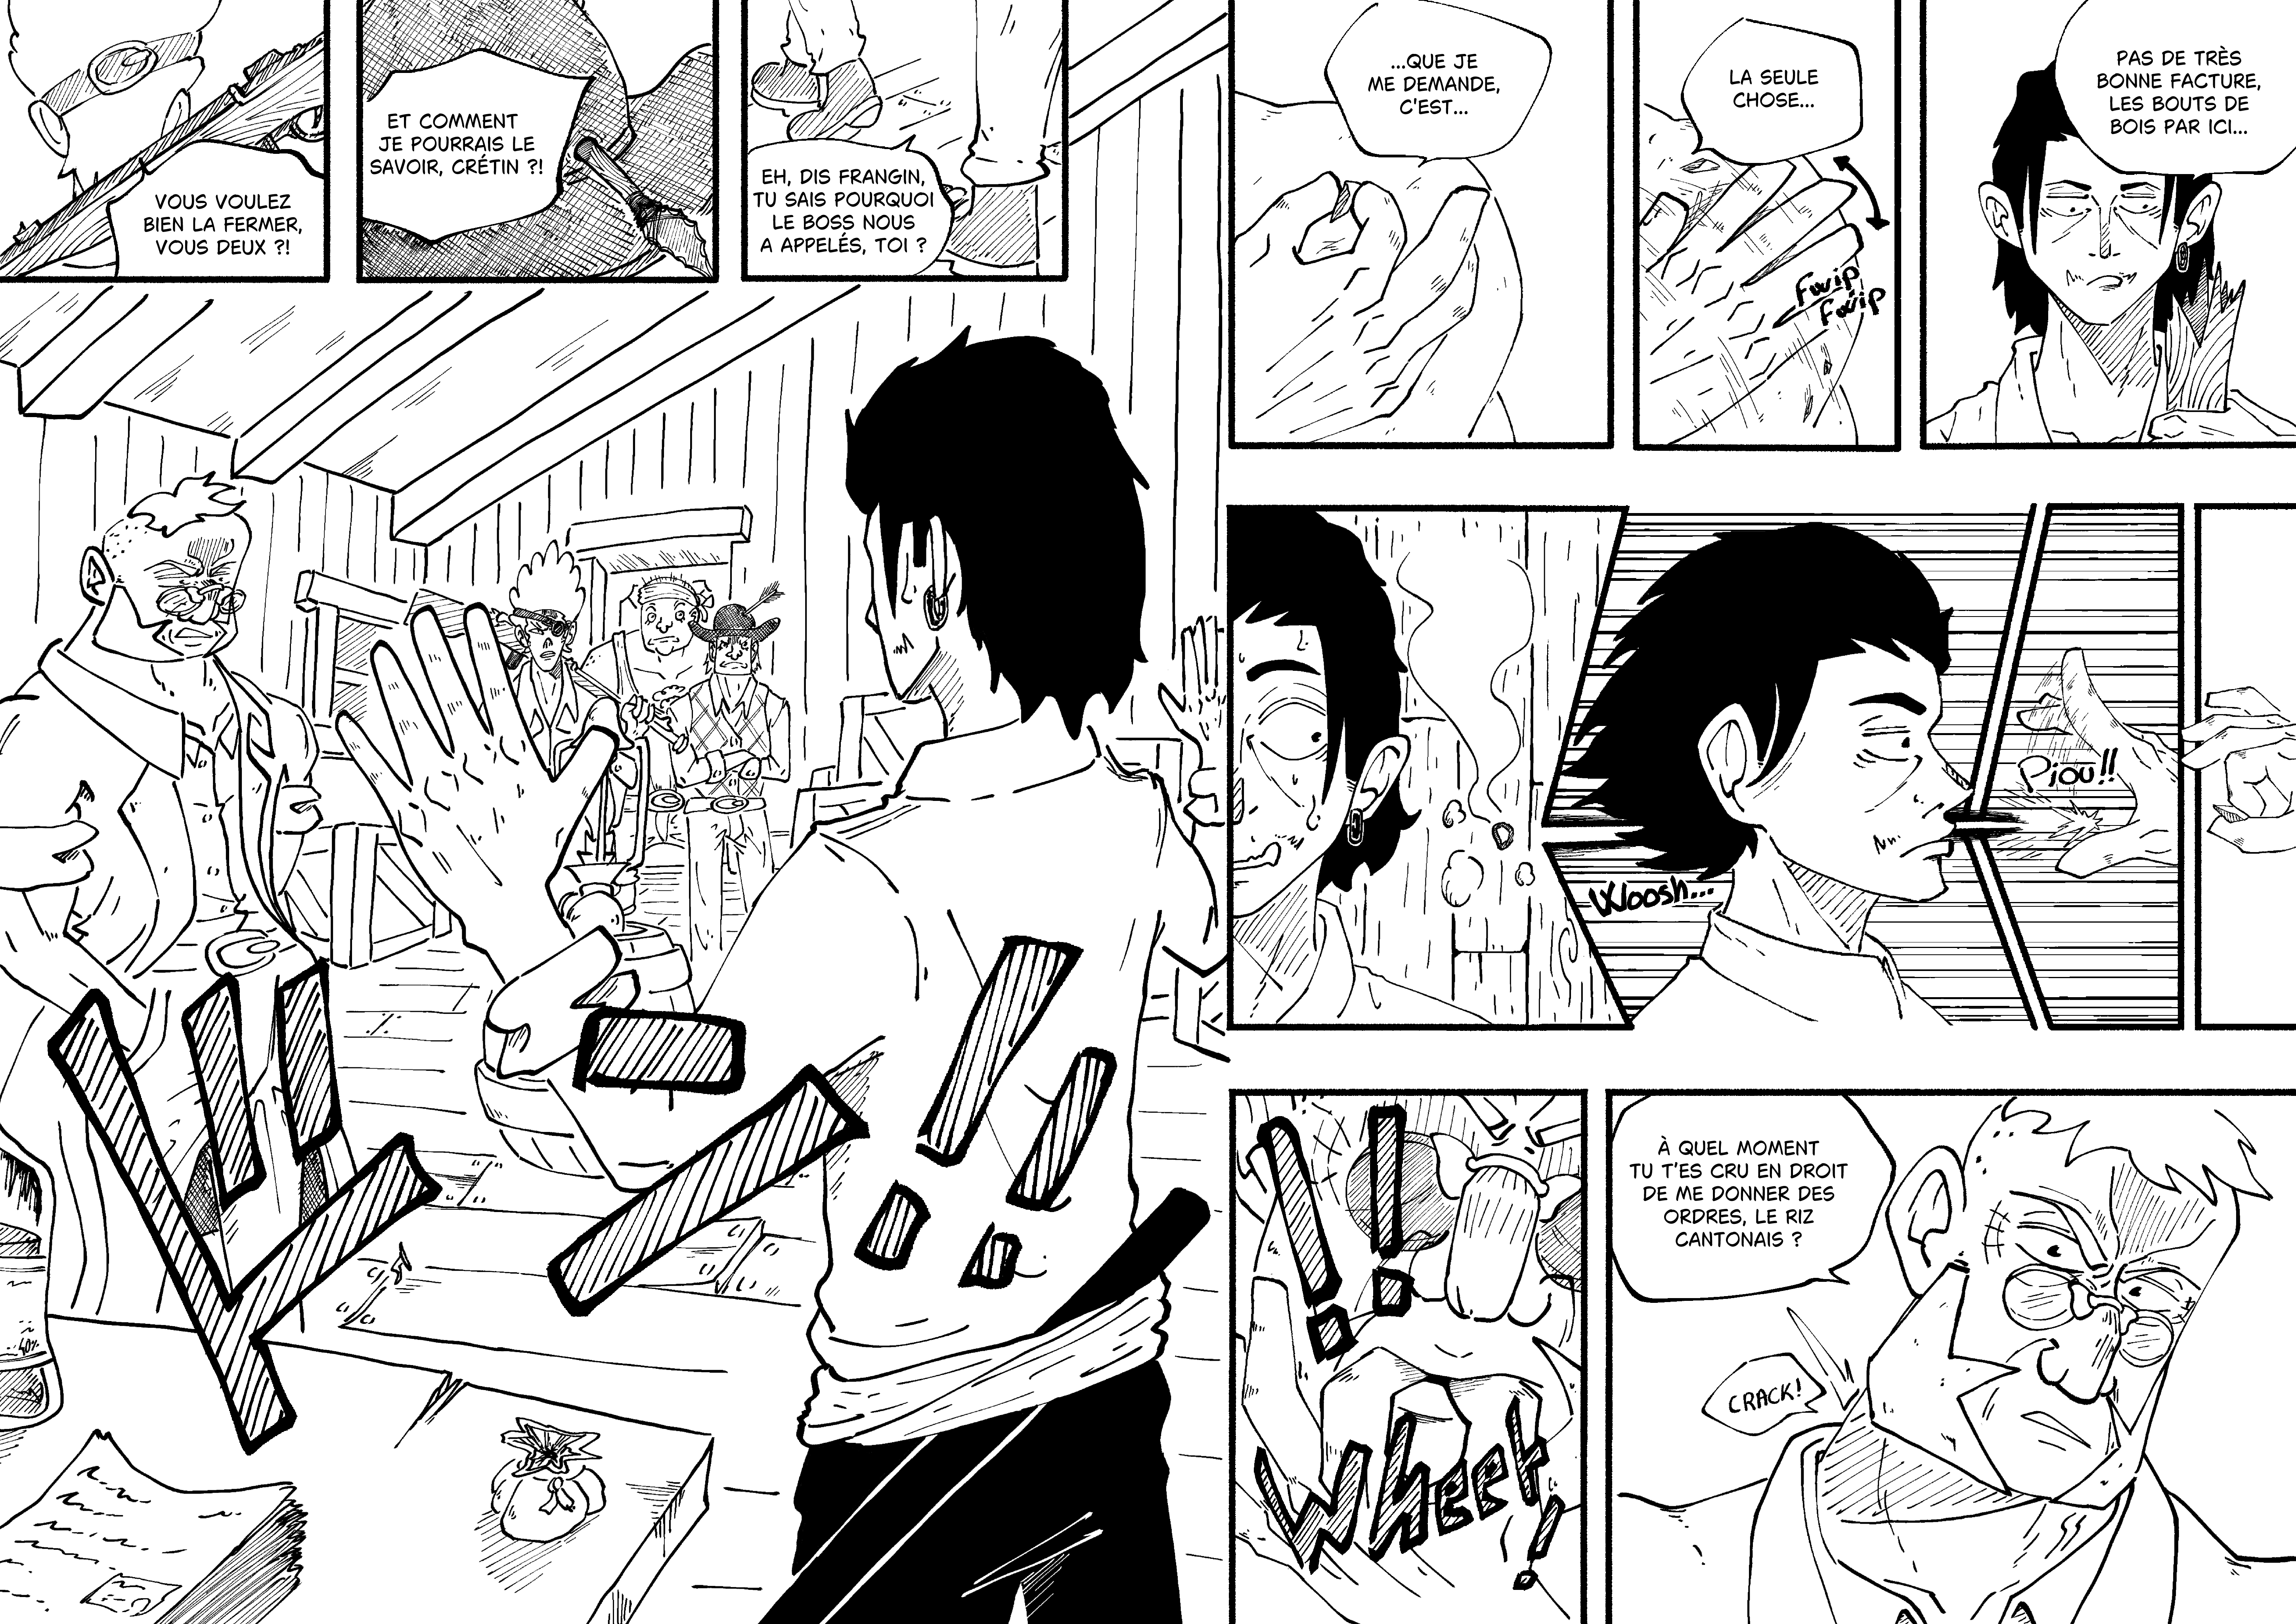 PAS DE TRÈS
BONNE FACTURE,
LES BOUTS DE
BOIS PAR ICI...
LA SEULE
CHOSE...
Fwip
Fwip
...QUE JE
ME DEMANDE,
C'EST...
Piou!!
Woosh...
À QUEL MOMENT
TU T'ES CRU EN DROIT
DE ME DONNER DES
ORDRES, LE RIZ
CANTONAIS ?
CRACK!
!!
Wheet!
EH, DIS FRANGIN,
TU SAIS POURQUOI
LE BOSS NOUS
A APPELÉS, TOI ?
ET COMMENT
JE POURRAIS LE
SAVOIR, CRÉTIN ?!
VOUS VOULEZ
BIEN LA FERMER,
VOUS DEUX ?!
ドン!!
40%